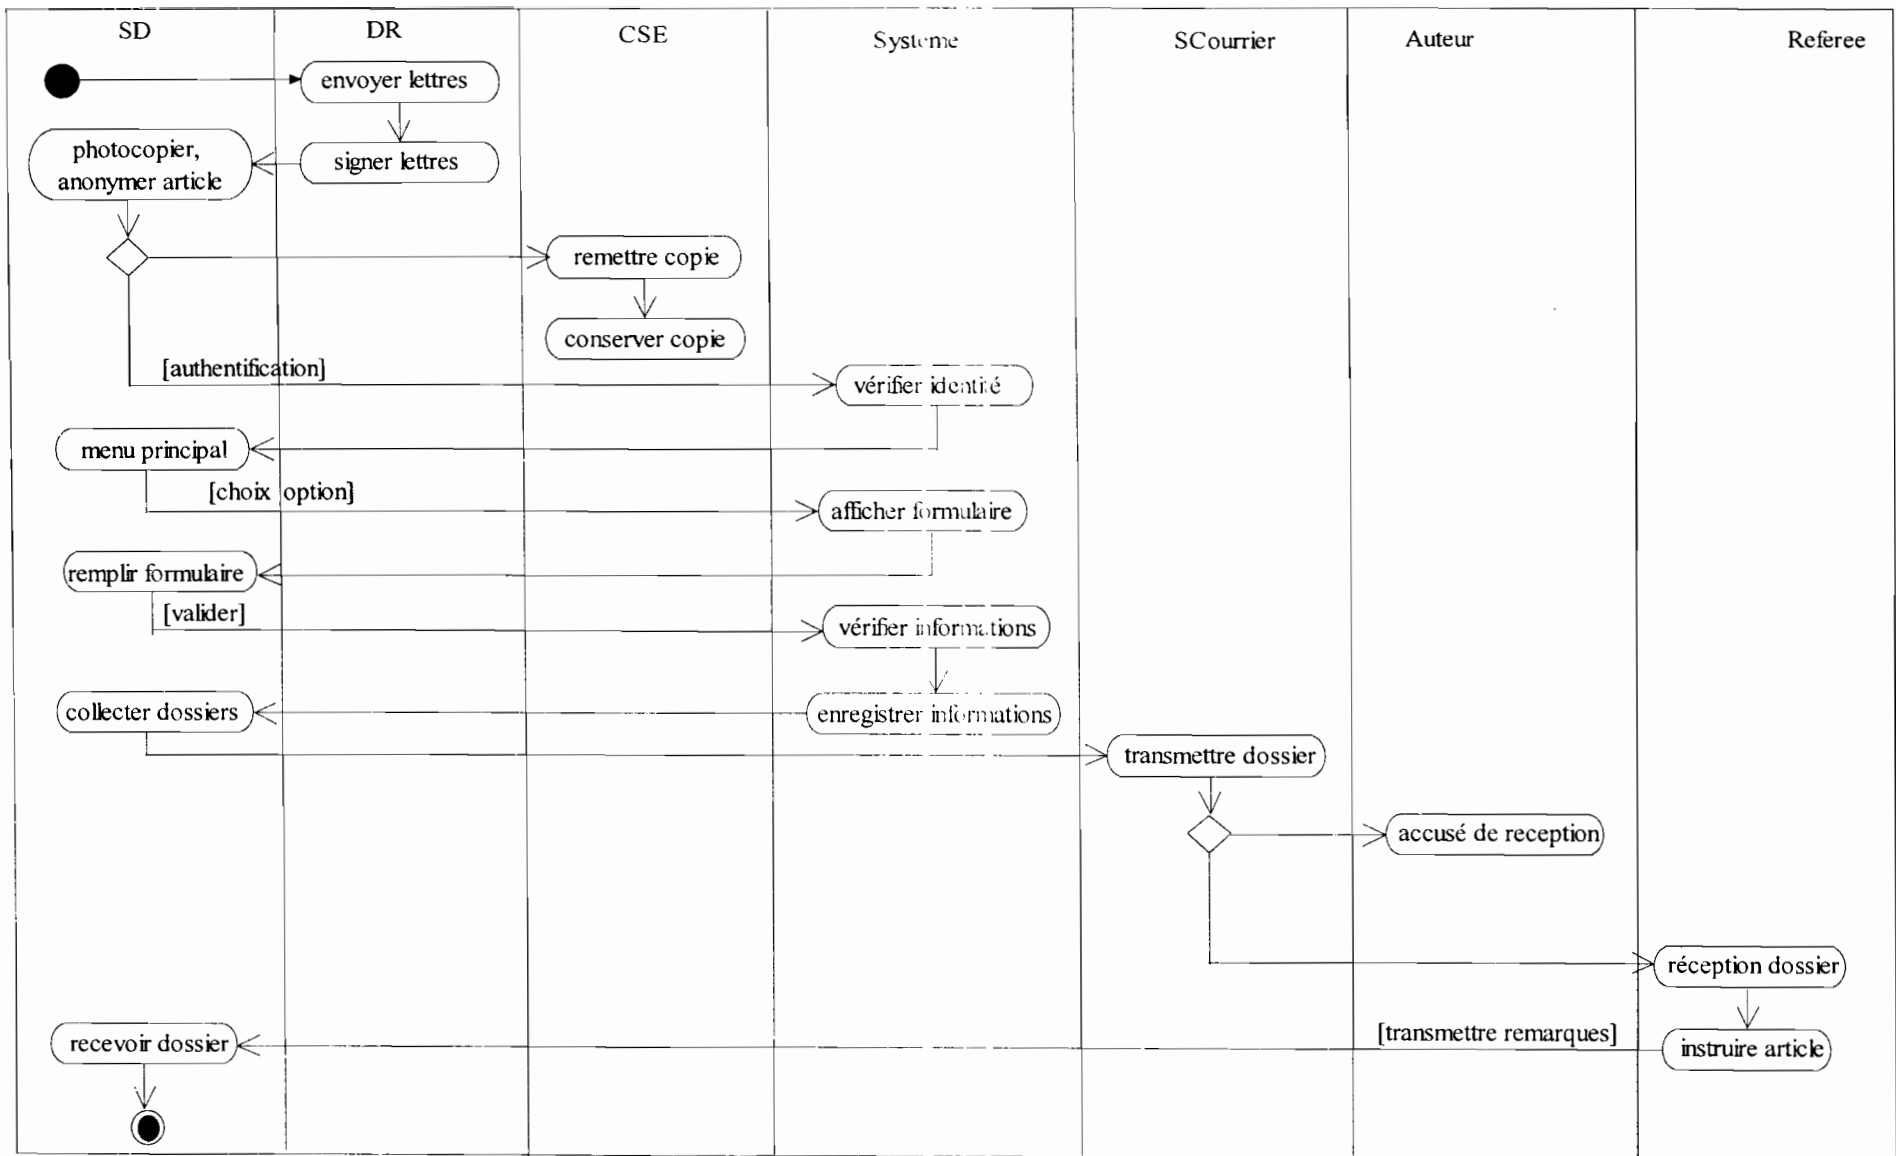 SD DR CSE Systeme SCourrier Auteur Referee
envoyer lettres
photocopier,
anonymer article
signer lettres
remettre copie
conserver copie
[authentification]
vérifier identité
menu principal
[choix option]
afficher formulaire
remplir formulaire
[valider]
vérifier informations
collecter dossiers
enregistrer informations
transmettre dossier
accusé de reception
réception dossier
[transmettre remarques]
recevoir dossier
instruire article